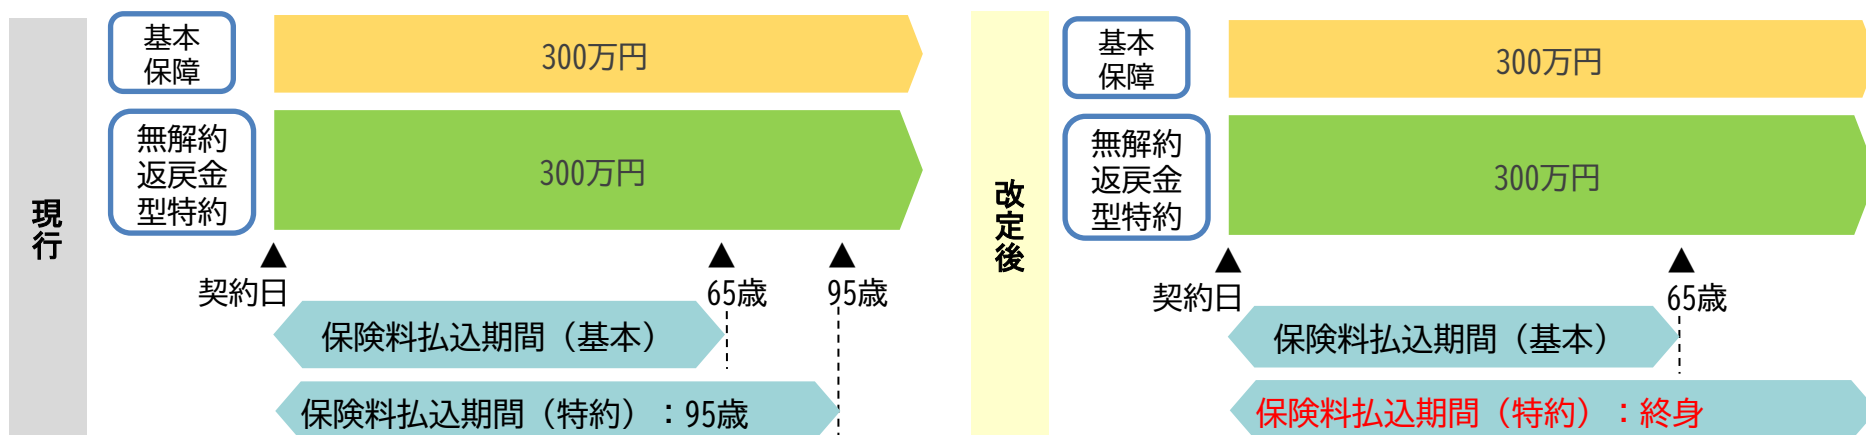 現行
基本
保障
300万円
無解約
返戻金
型特約
300万円
▲ ▲ ▲
契約日 65歳 95歳
保険料払込期間（基本）
保険料払込期間（特約）：95歳
改定後
基本
保障
300万円
無解約
返戻金
型特約
300万円
▲ ▲
契約日 65歳
保険料払込期間（基本）
保険料払込期間（特約）：終身